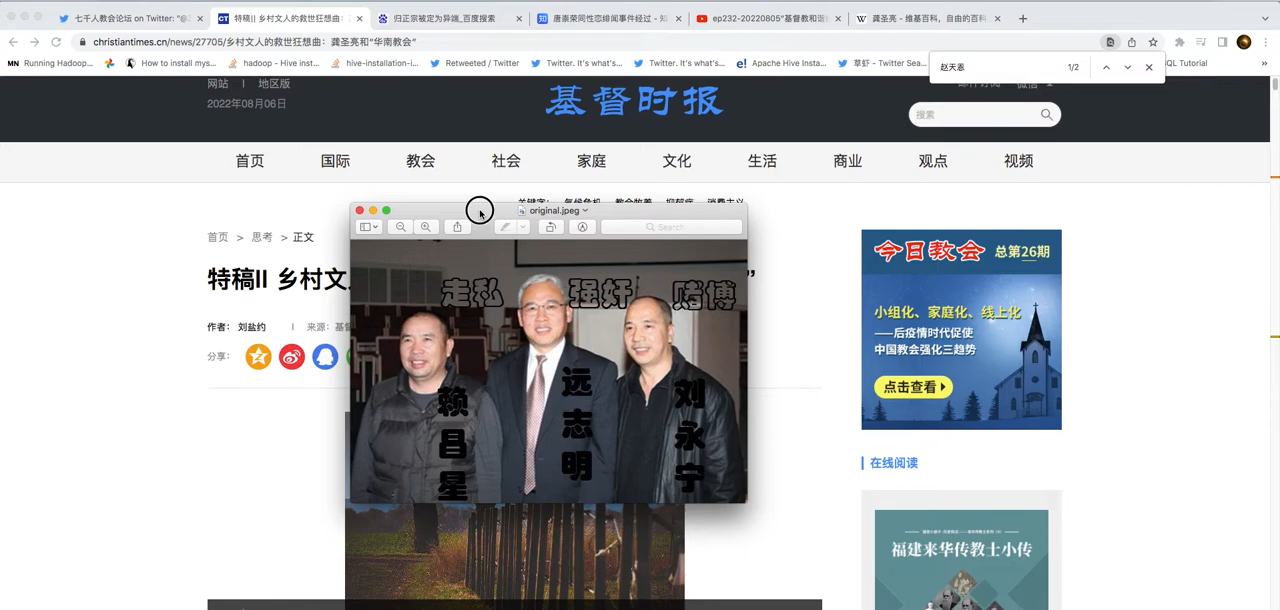 七千人教会论坛 on Twitter: "@
特稿|| 乡村文人的救世狂想曲:
归正宗被定为异端_百度搜索
唐崇荣同性恋绯闻事件经过 - 知
ep232-20220805“基督教和谐
龚圣亮 - 维基百科,自由的百科
christiantimes.cn/news/27705/乡村文人的救世狂想曲:龚圣亮和“华南教会”
Running Hadoop...
How to install mys...
hadoop - Hive inst...
hive-installation-i...
Retweeted / Twitter
Twitter. It's what's...
Twitter. It's what's...
Apache Hive Insta...
草虾 - Twitter Sea...
QL Tutorial
赵天恩
1/2
网站 | 地区版
2022年08月06日
基督时报
搜索
首页 国际 教会 社会 家庭 文化 生活 商业 观点 视频
首页 > 思考 > 正文
特稿II 乡村文
”
作者: 刘盐约 | 来源: 基
分享:
original.jpeg
Search
走私 强奸 赌博
赖昌星
远志明
刘永宁
今日教会 总第26期
小组化、家庭化、线上化
——后疫情时代促使
中国教会强化三趋势
点击查看
在线阅读
福建来华传教士小传